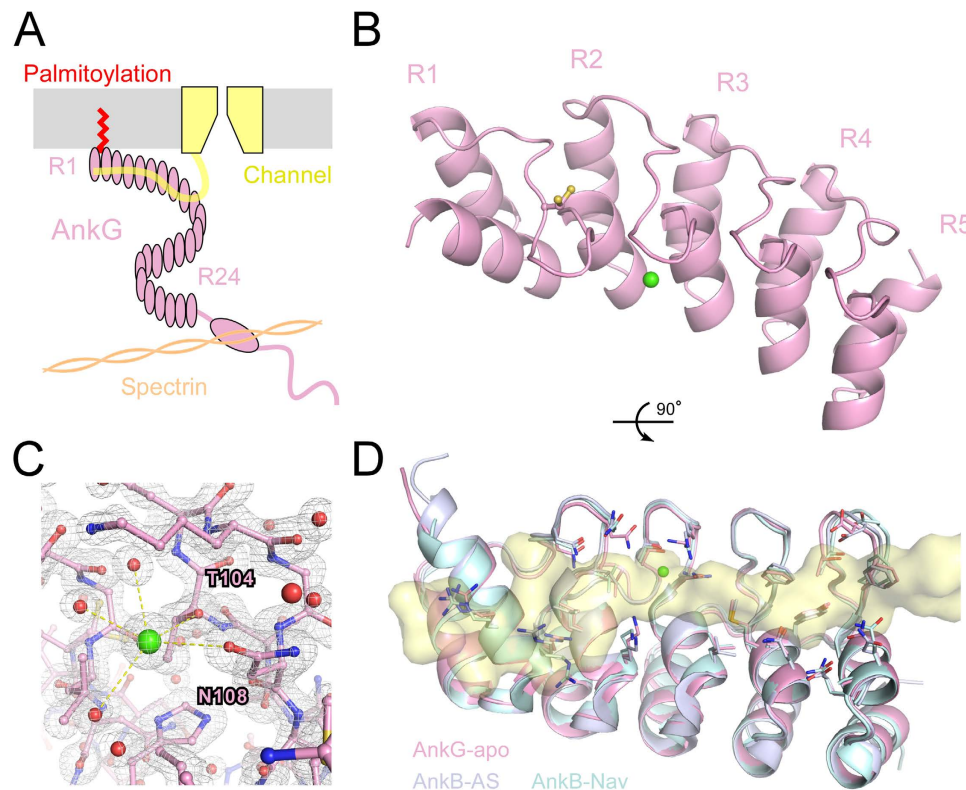 A
Palmitoylation
R1
Channel
AnkG
R24
Spectrin
B
R1
R2
R3
R4
R5
90°
C
T104
N108
D
AnkG-apo
AnkB-AS AnkB-Nav